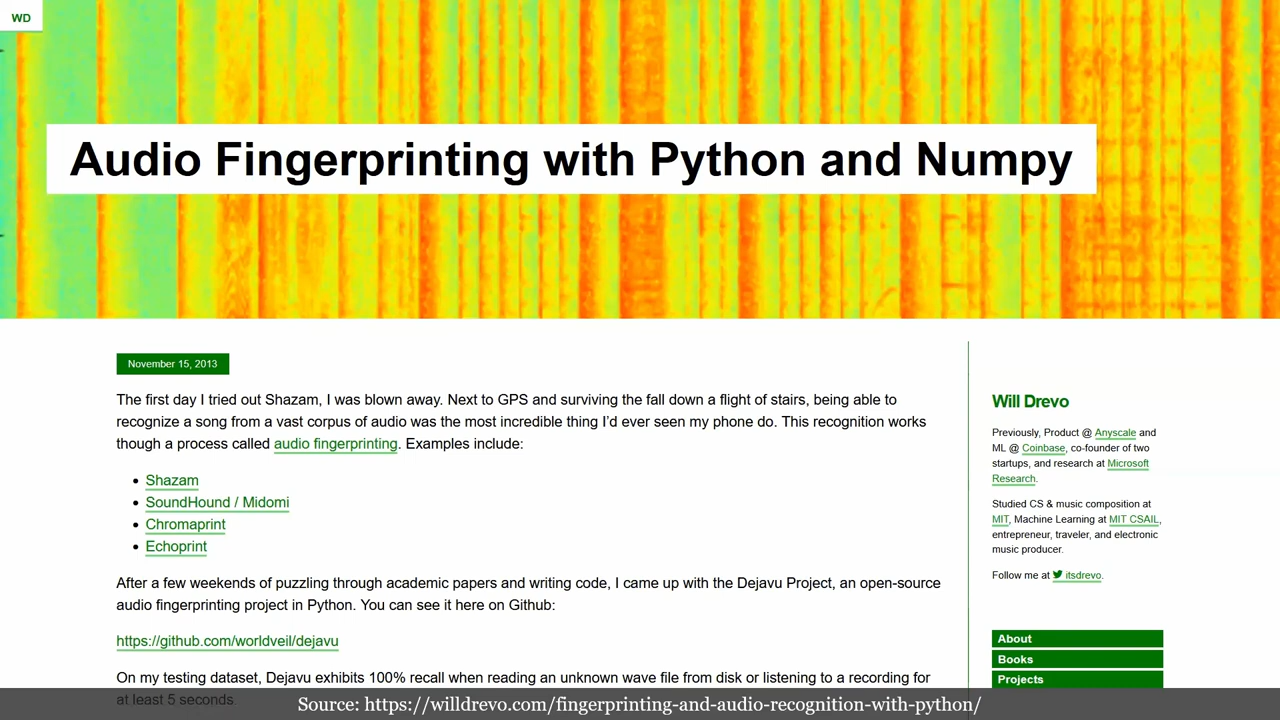 WD
Audio Fingerprinting with Python and Numpy
November 15, 2013
The first day I tried out Shazam, I was blown away. Next to GPS and surviving the fall down a flight of stairs, being able to
recognize a song from a vast corpus of audio was the most incredible thing I'd ever seen my phone do. This recognition works
though a process called audio fingerprinting. Examples include:
Shazam
SoundHound / Midomi
Chromaprint
Echoprint
After a few weekends of puzzling through academic papers and writing code, I came up with the Dejavu Project, an open-source
audio fingerprinting project in Python. You can see it here on Github:
https://github.com/worldveil/dejavu
On my testing dataset, Dejavu exhibits 100% recall when reading an unknown wave file from disk or listening to a recording for
at least 5 seconds.
Will Drevo
Previously, Product @ Anyscale and
ML @ Coinbase, co-founder of two
startups, and research at Microsoft
Research.
Studied CS & music composition at
MIT, Machine Learning at MIT CSAIL,
entrepreneur, traveler, and electronic
music producer.
Follow me at itsdrevo.
About
Books
Projects
Source: https://willdrevo.com/fingerprinting-and-audio-recognition-with-python/